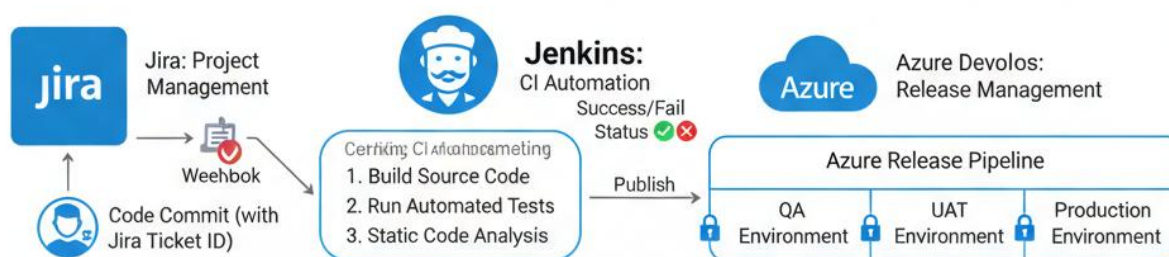 Jira
Jira: Project
Management
Weehbok
Code Commit (with
Jira Ticket ID)
Jenkins:
CI Automation
Success/Fail
Status
1. Build Source Code
2. Run Automated Tests
3. Static Code Analysis
Publish
Azure
Azure Devolos:
Release Management
Azure Release Pipeline
QA
Environment
UAT
Environment
Production
Environment